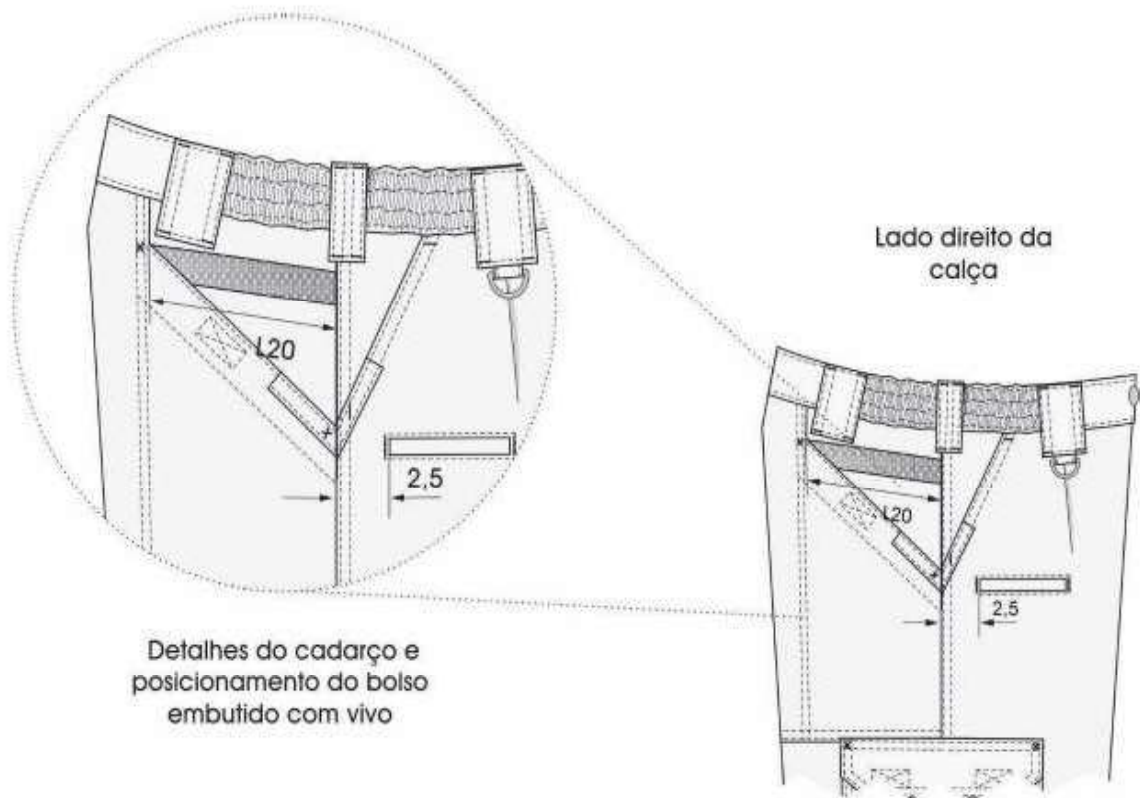 Lado direito da
calça
L20
2,5
L20
2,5
Detalhes do cadarço e
posicionamento do bolso
embutido com vivo